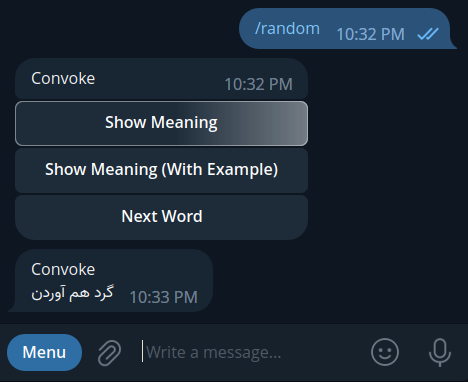 /random 10:32 PM
Convoke
10:32 PM
Show Meaning
Show Meaning (With Example)
Next Word
Convoke
گرد هم آوردن 10:33 PM
Menu Write a message...